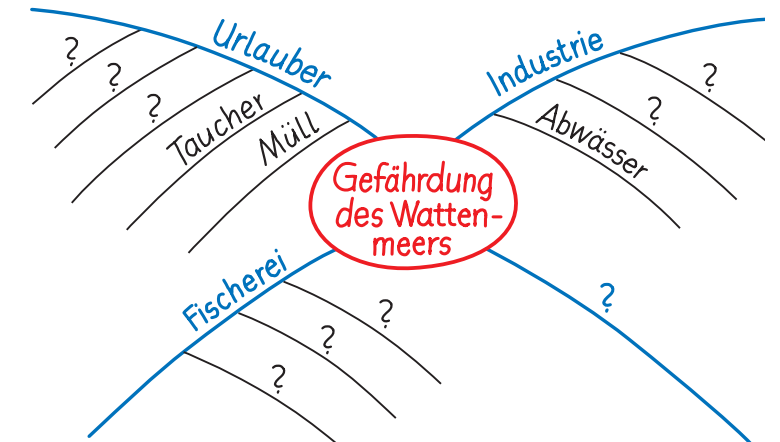 Urlauber
?
?
?
Taucher
Müll
Industrie
?
?
Abwässer
Gefährdung
des Watten-
meers
Fischerei
?
?
?
?